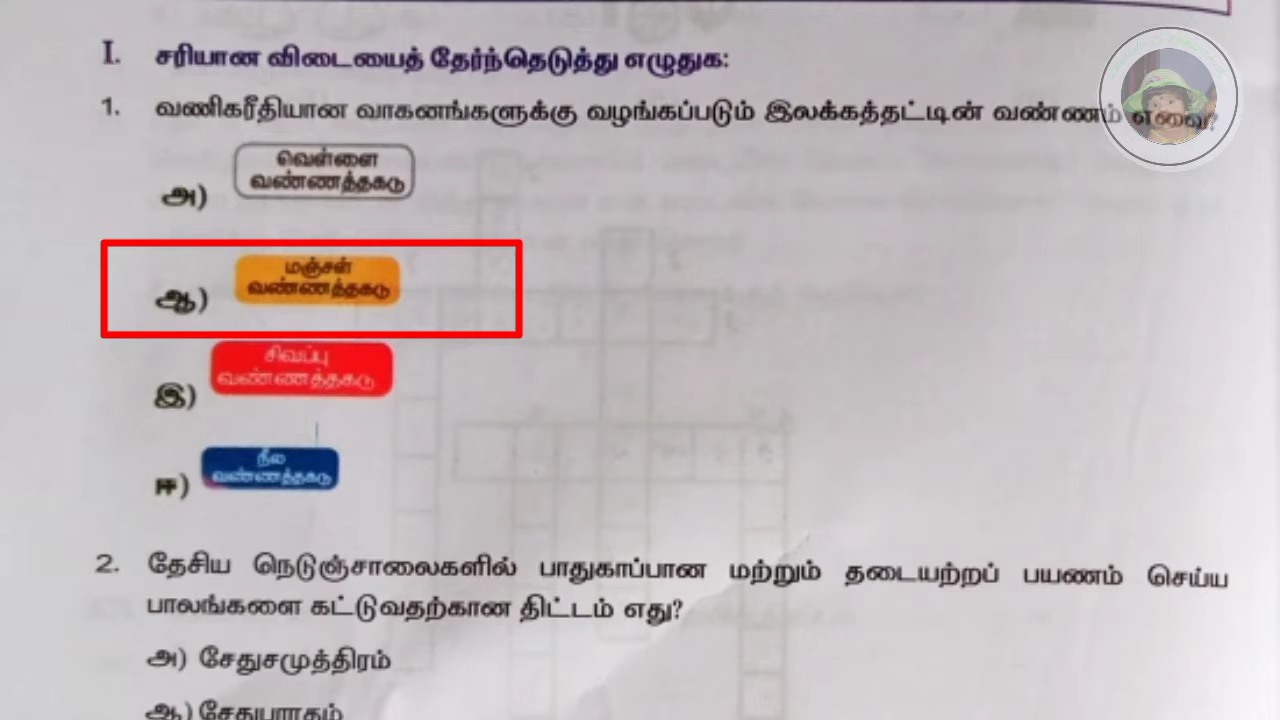 I. சரியான விடையைத் தேர்ந்தெடுத்து எழுதுக:
1. வணிகரீதியான வாகனங்களுக்கு வழங்கப்படும் இலக்கத்தட்டின் வண்ணம் எவை?
அ) வெள்ளை
வண்ணத்தகடு
ஆ) மஞ்சள்
வண்ணத்தகடு
இ) சிவப்பு
வண்ணத்தகடு
ஈ) நீல
வண்ணத்தகடு
2. தேசிய நெடுஞ்சாலைகளில் பாதுகாப்பான மற்றும் தடையற்றப் பயணம் செய்ய
பாலங்களை கட்டுவதற்கான திட்டம் எது?
அ) சேதுசமுத்திரம்
ஆ)